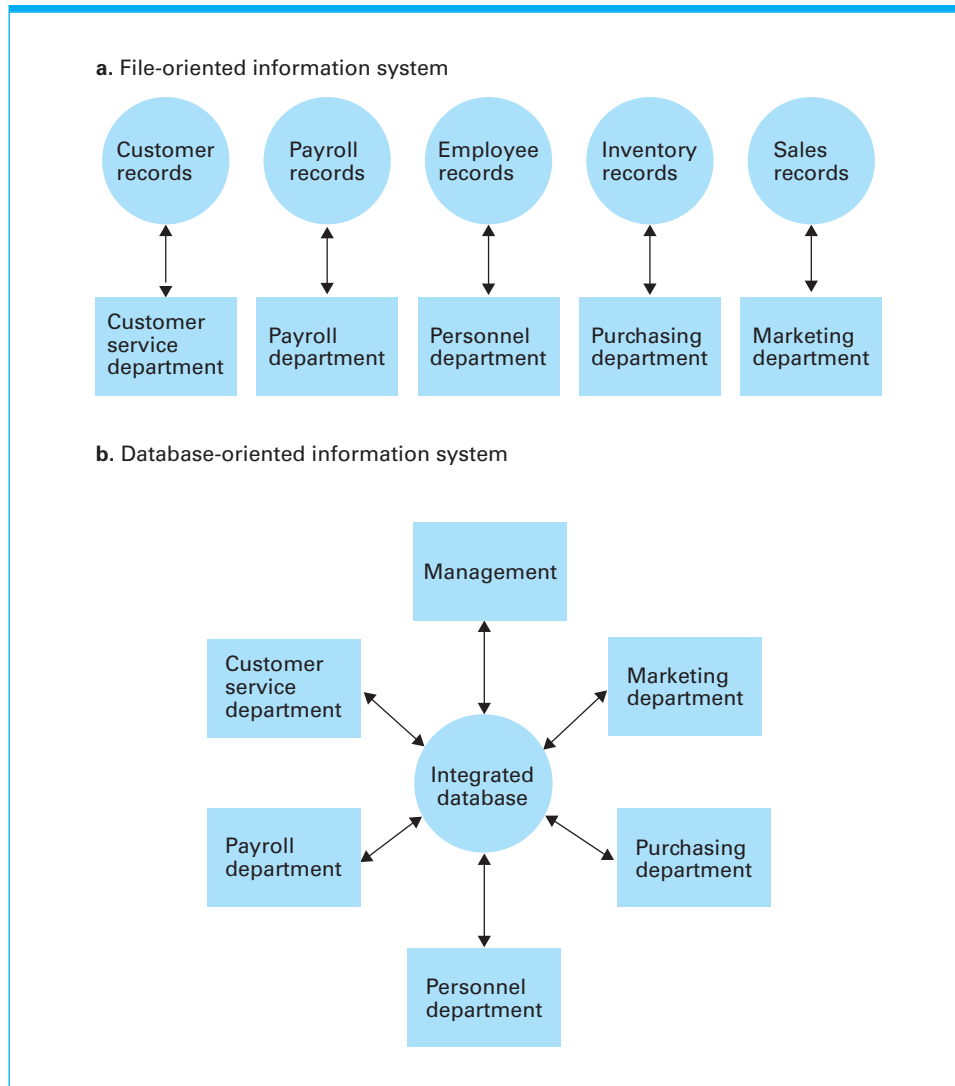 a. File-oriented information system
Customer
records
Payroll
records
Employee
records
Inventory
records
Sales
records
Customer
service
department
Payroll
department
Personnel
department
Purchasing
department
Marketing
department
b. Database-oriented information system
Management
Customer
service
department
Marketing
department
Integrated
database
Payroll
department
Purchasing
department
Personnel
department